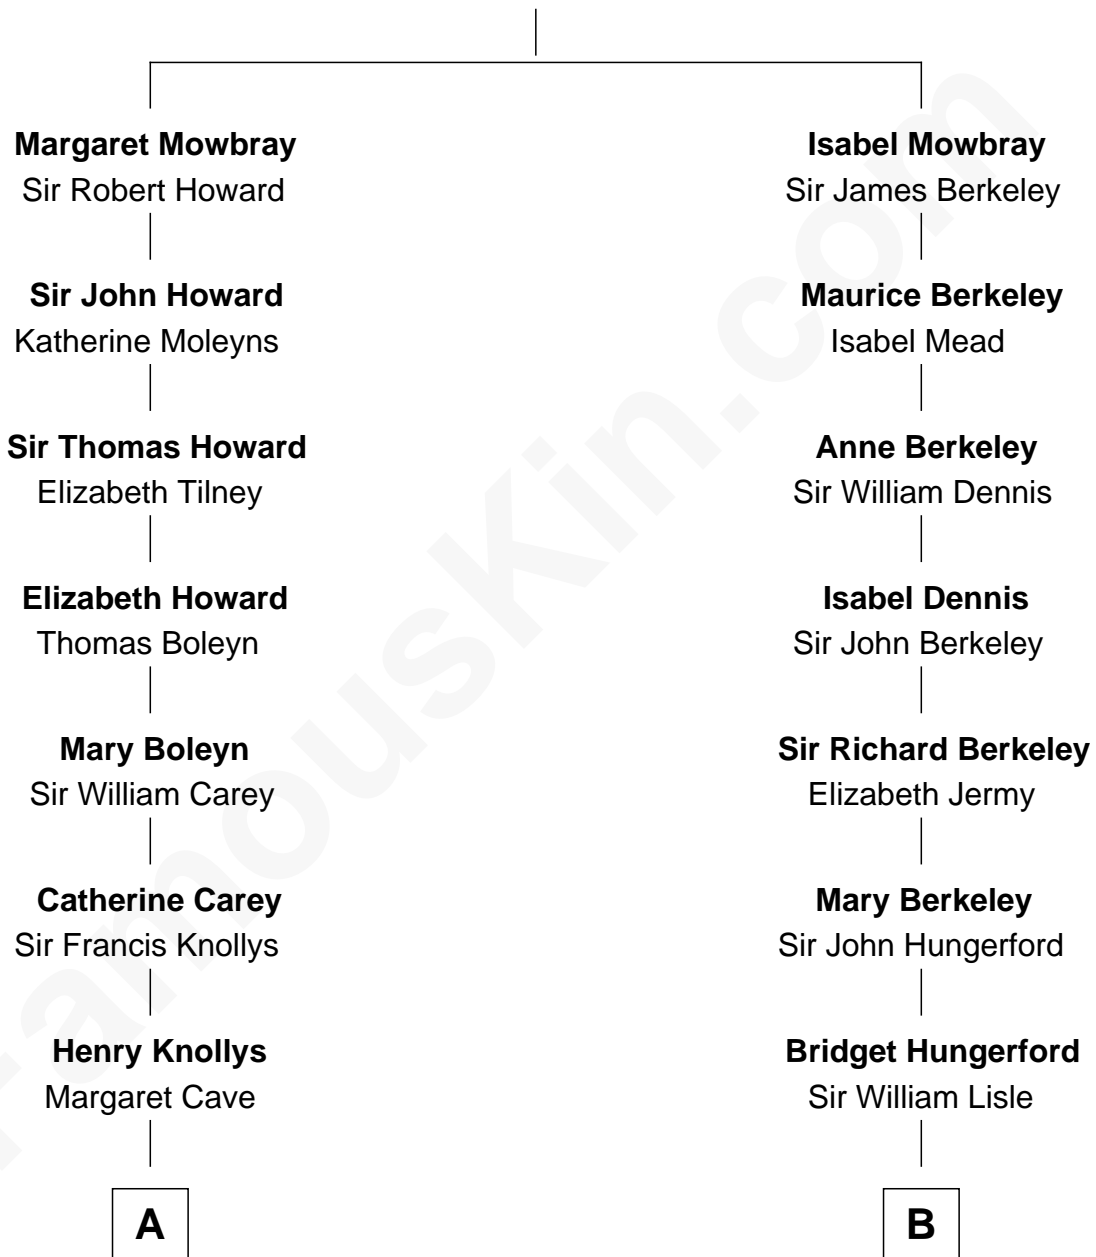 Margaret Mowbray
Sir Robert Howard
Sir John Howard
Katherine Moleyns
Sir Thomas Howard
Elizabeth Tilney
Elizabeth Howard
Thomas Boleyn
Mary Boleyn
Sir William Carey
Catherine Carey
Sir Francis Knollys
Henry Knollys
Margaret Cave
A
Isabel Mowbray
Sir James Berkeley
Maurice Berkeley
Isabel Mead
Anne Berkeley
Sir William Dennis
Isabel Dennis
Sir John Berkeley
Sir Richard Berkeley
Elizabeth Jermy
Mary Berkeley
Sir John Hungerford
Bridget Hungerford
Sir William Lisle
B
FamousKin.com